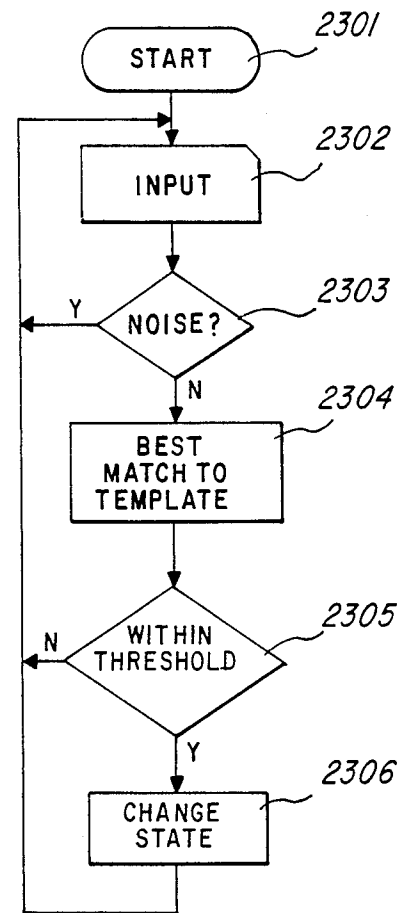 2301
START
2302
INPUT
2303
NOISE?
Y
N
2304
BEST
MATCH TO
TEMPLATE
2305
WITHIN
THRESHOLD
N
Y
2306
CHANGE
STATE